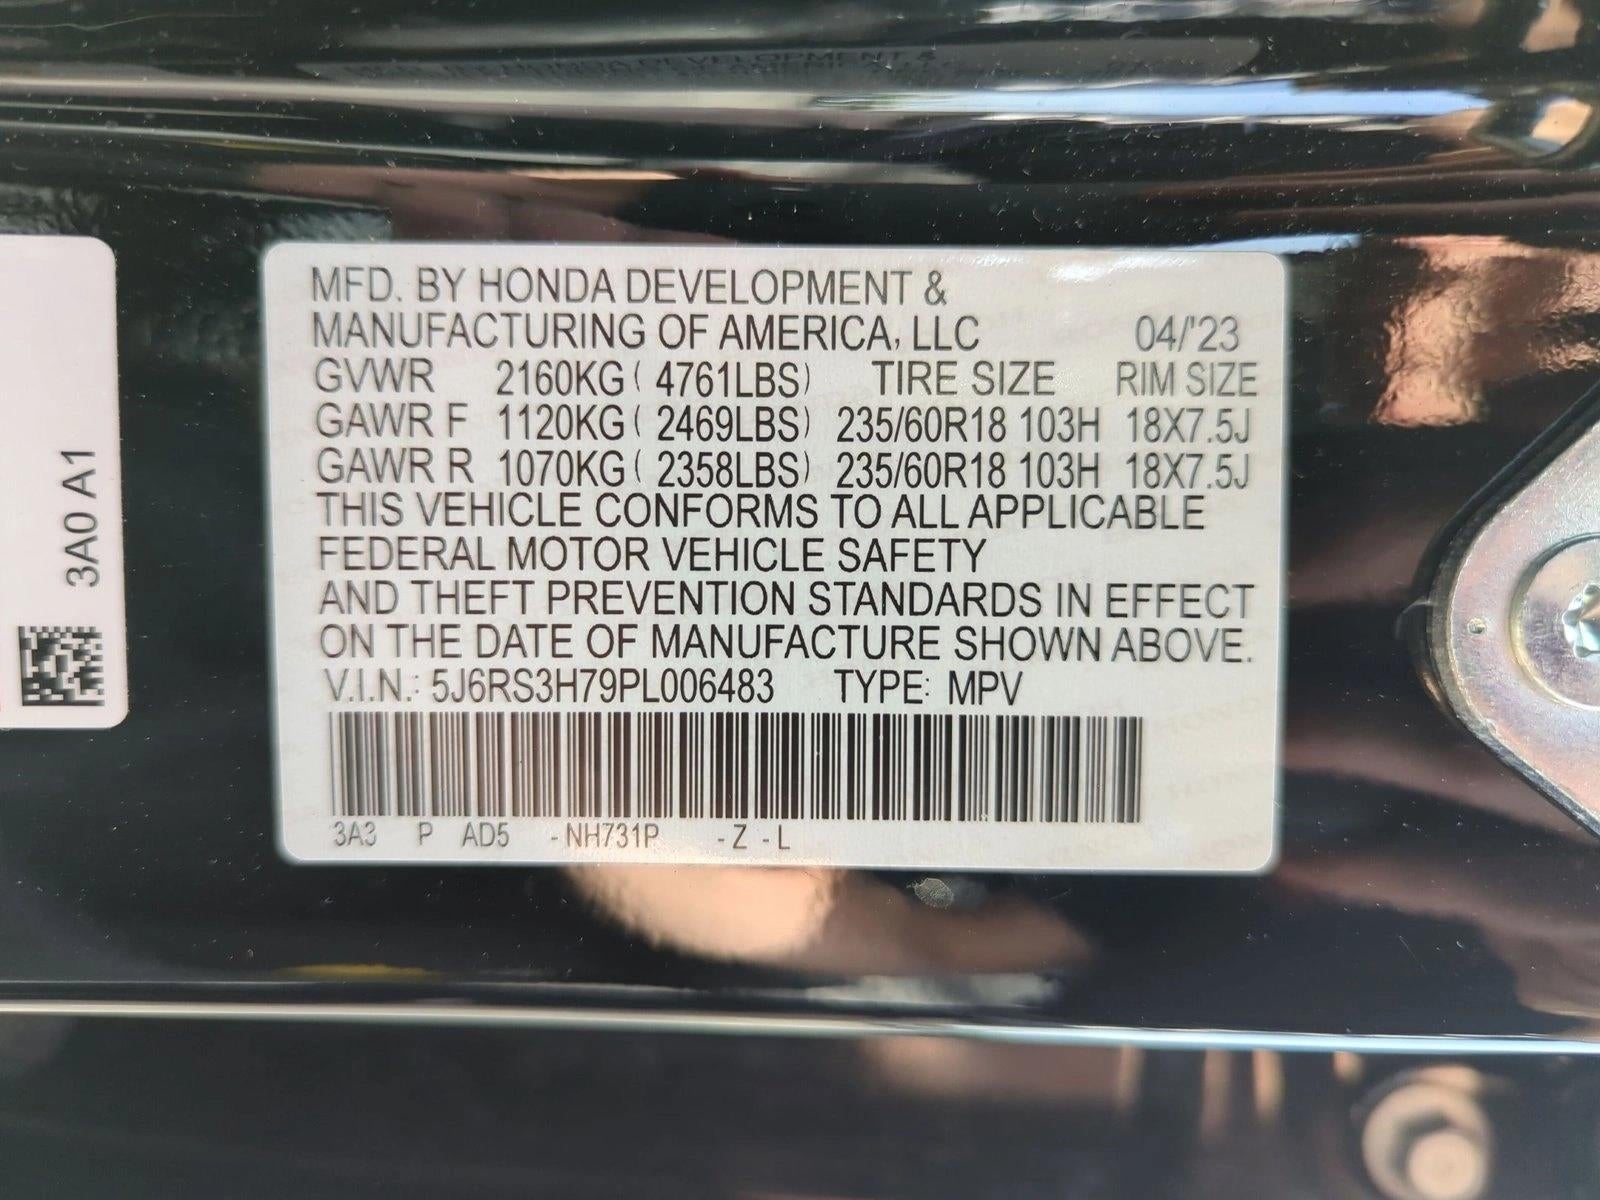 MFD. BY HONDA DEVELOPMENT &
MANUFACTURING OF AMERICA, LLC 04/'23
GVWR 2160KG ( 4761LBS) TIRE SIZE RIM SIZE
GAWR F 1120KG ( 2469LBS) 235/60R18 103H 18X7.5J
GAWR R 1070KG ( 2358LBS) 235/60R18 103H 18X7.5J
THIS VEHICLE CONFORMS TO ALL APPLICABLE
FEDERAL MOTOR VEHICLE SAFETY
AND THEFT PREVENTION STANDARDS IN EFFECT
ON THE DATE OF MANUFACTURE SHOWN ABOVE.
V.I.N.: 5J6RS3H79PL006483 TYPE: MPV
3A3 P AD5 -NH731P -Z -L
3A0 A1